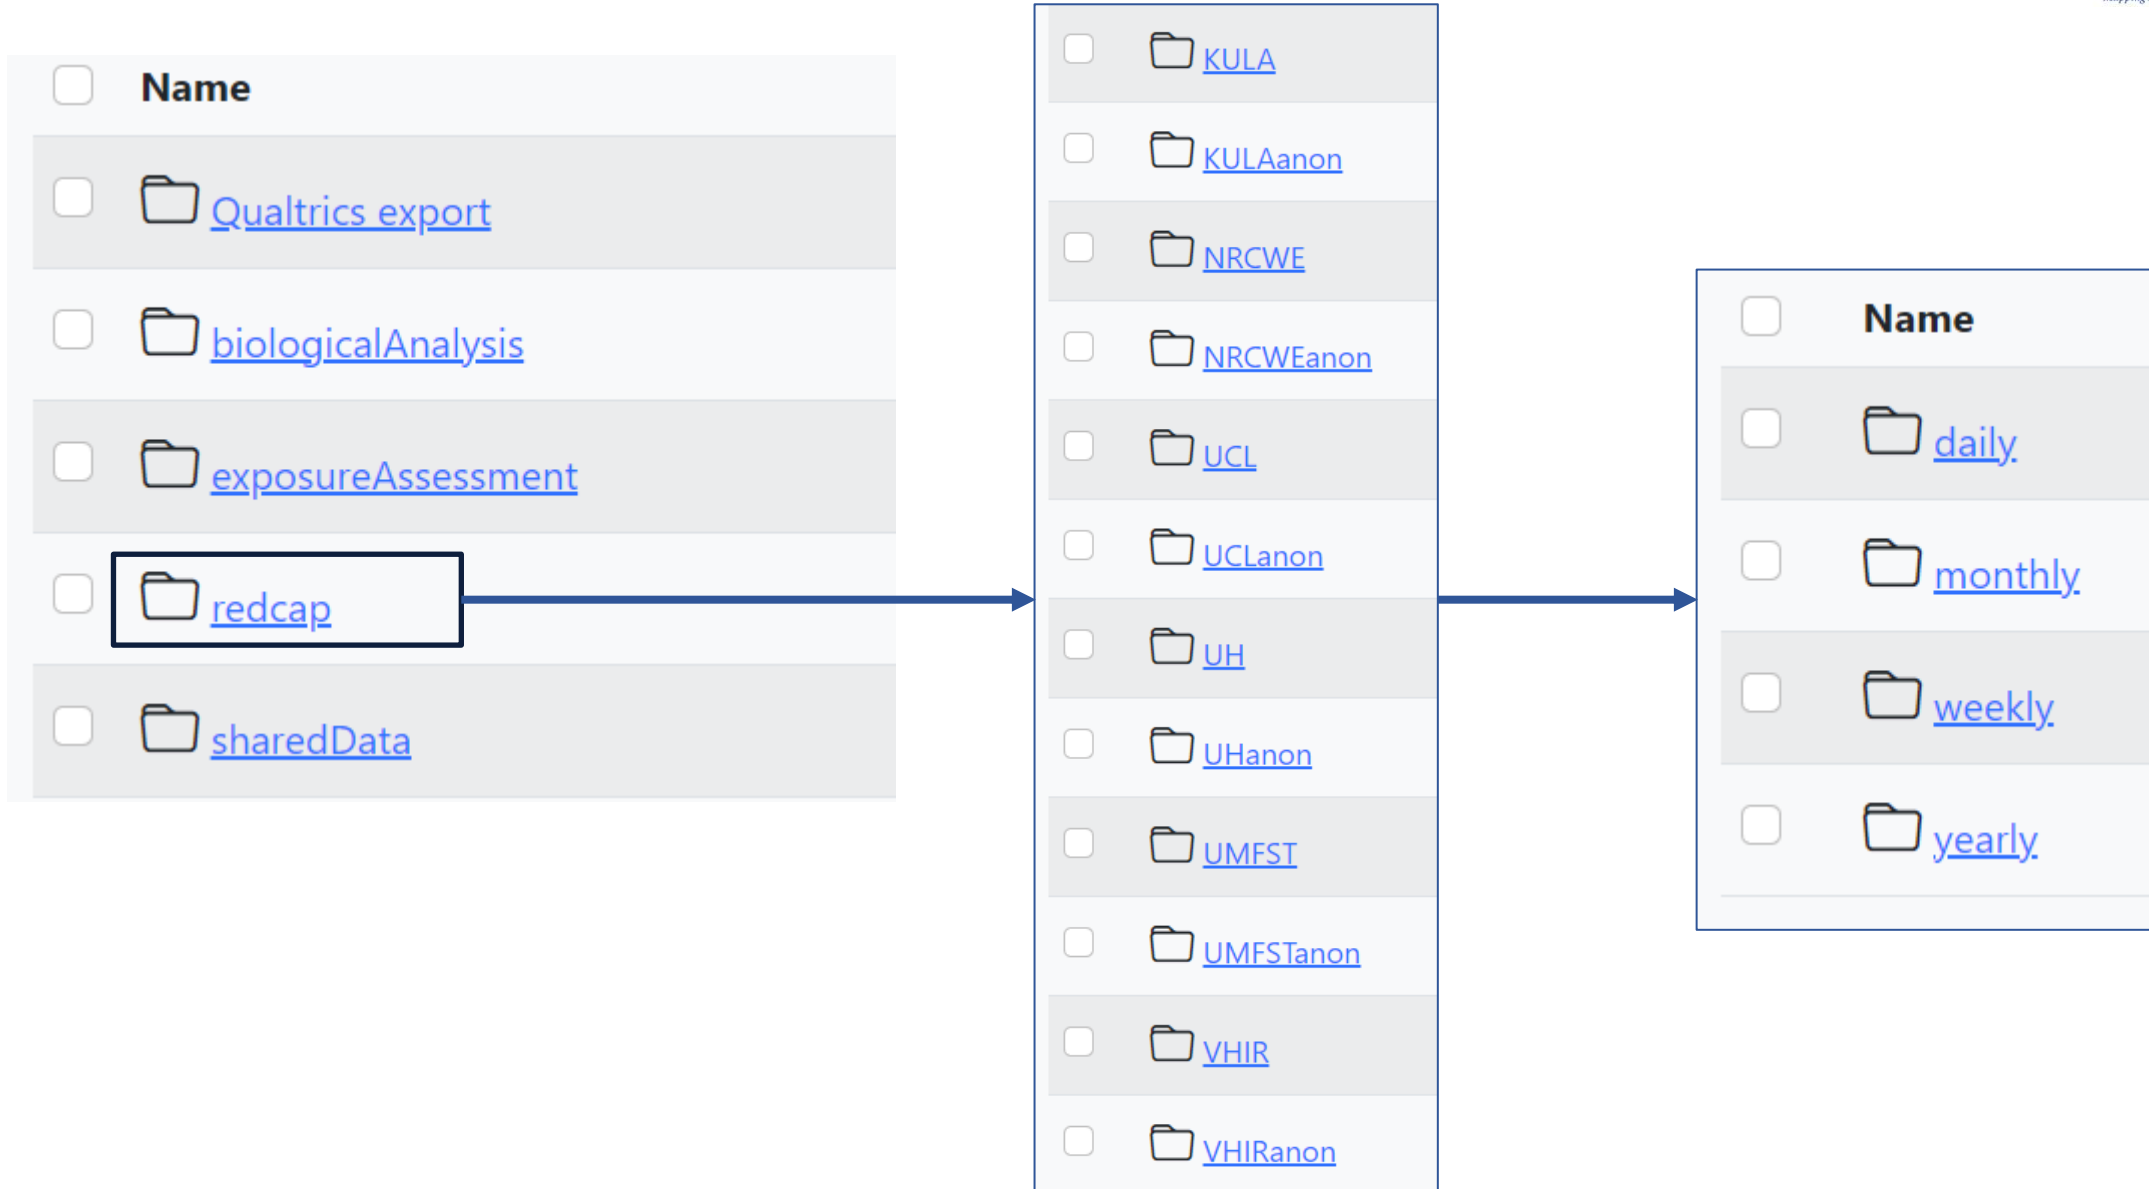 Name
Qualtrics export
biologicalAnalysis
exposureAssessment
redcap
sharedData
KULA
KULAanon
NRCWE
NRCWEanon
UCL
UCLanon
UH
UHanon
UMFST
UMFSTanon
VHIR
VHIRanon
Name
daily
monthly
weekly
yearly